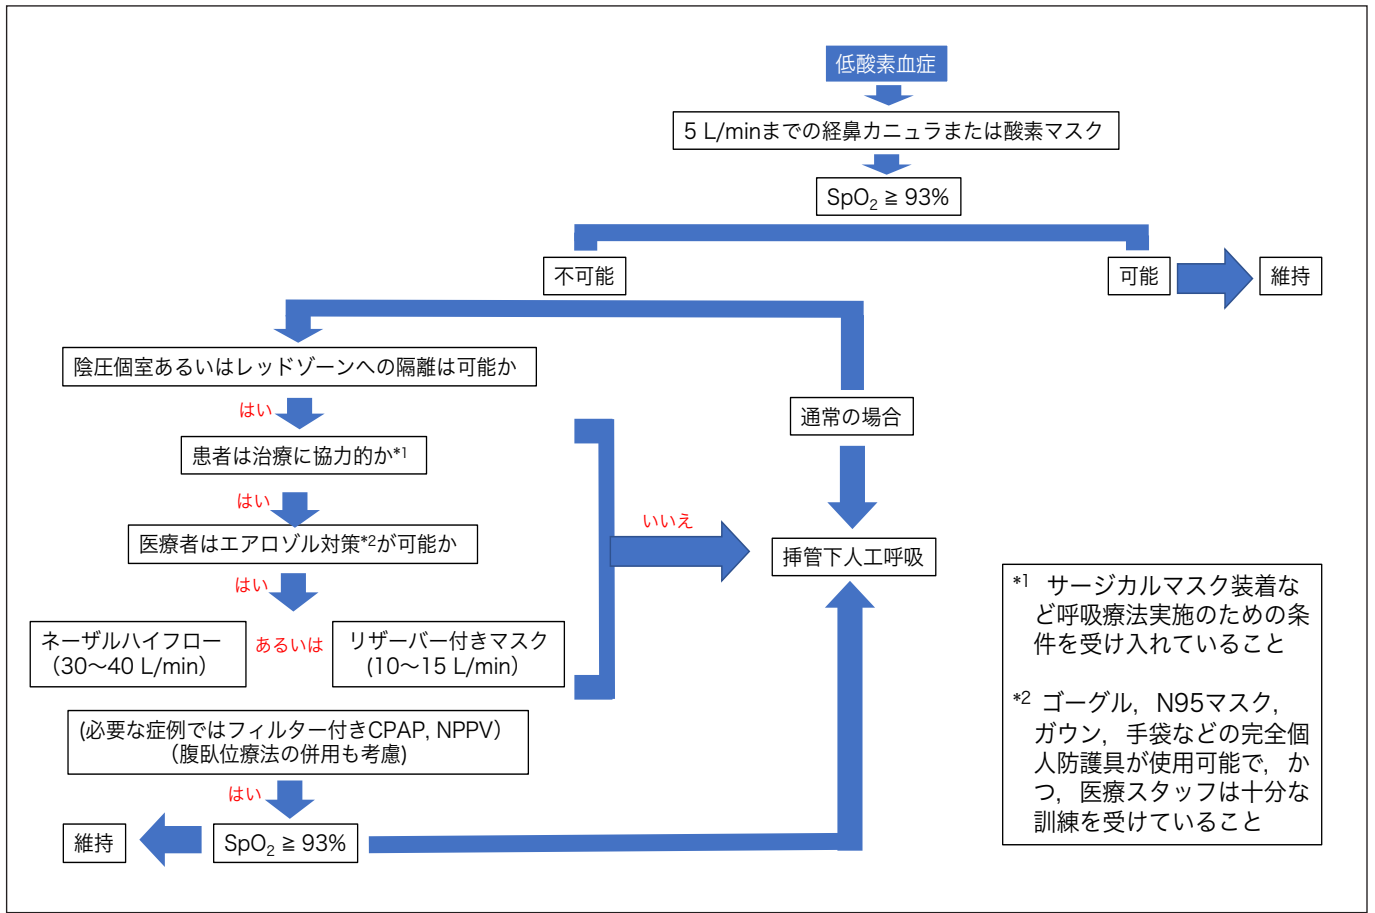 低酸素血症
5 L/minまでの経鼻カニュラまたは酸素マスク
SpO₂ ≧ 93%
不可能
可能
維持
陰圧個室あるいはレッドゾーンへの隔離は可能か
はい
通常の場合
患者は治療に協力的か*1
はい
いいえ
医療者はエアロゾル対策*2が可能か
挿管下人工呼吸
はい
ネーザルハイフロー
（30〜40 L/min）
あるいは
リザーバー付きマスク
(10〜15 L/min）
(必要な症例ではフィルター付きCPAP, NPPV）
（腹臥位療法の併用も考慮)
はい
維持
SpO₂ ≧ 93%
*1 サージカルマスク装着な
ど呼吸療法実施のための条
件を受け入れていること
*2 ゴーグル，N95マスク，
ガウン，手袋などの完全個
人防護具が使用可能で，か
つ，医療スタッフは十分な
訓練を受けていること